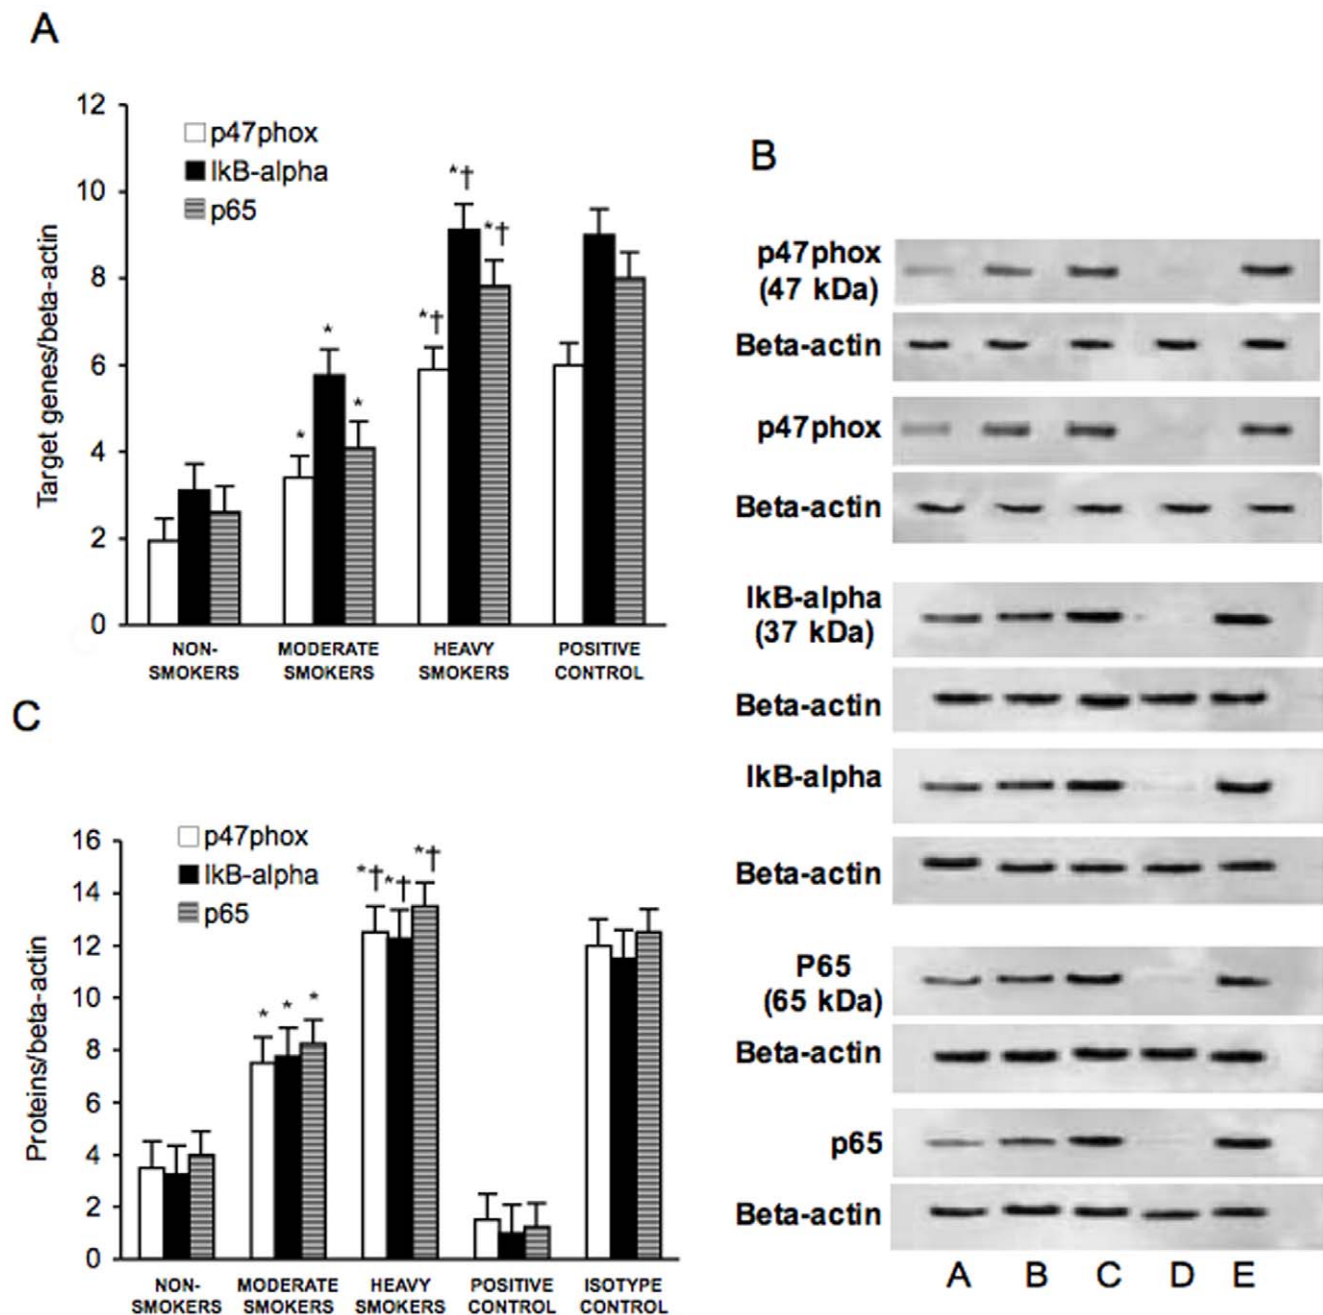 A
12
10
8
6
4
2
0
Target genes/beta-actin
p47phox
IkB-alpha
p65
*
*
*
*†
*†
*†
NON-
SMOKERS
MODERATE
SMOKERS
HEAVY
SMOKERS
POSITIVE
CONTROL
C
16
14
12
10
8
6
4
2
0
Proteins/beta-actin
p47phox
IkB-alpha
p65
*
*
*
*†
*†
*†
NON-
SMOKERS
MODERATE
SMOKERS
HEAVY
SMOKERS
POSITIVE
CONTROL
ISOTYPE
CONTROL
B
p47phox
(47 kDa)
Beta-actin
p47phox
Beta-actin
IkB-alpha
(37 kDa)
Beta-actin
IkB-alpha
Beta-actin
P65
(65 kDa)
Beta-actin
p65
Beta-actin
A B C D E